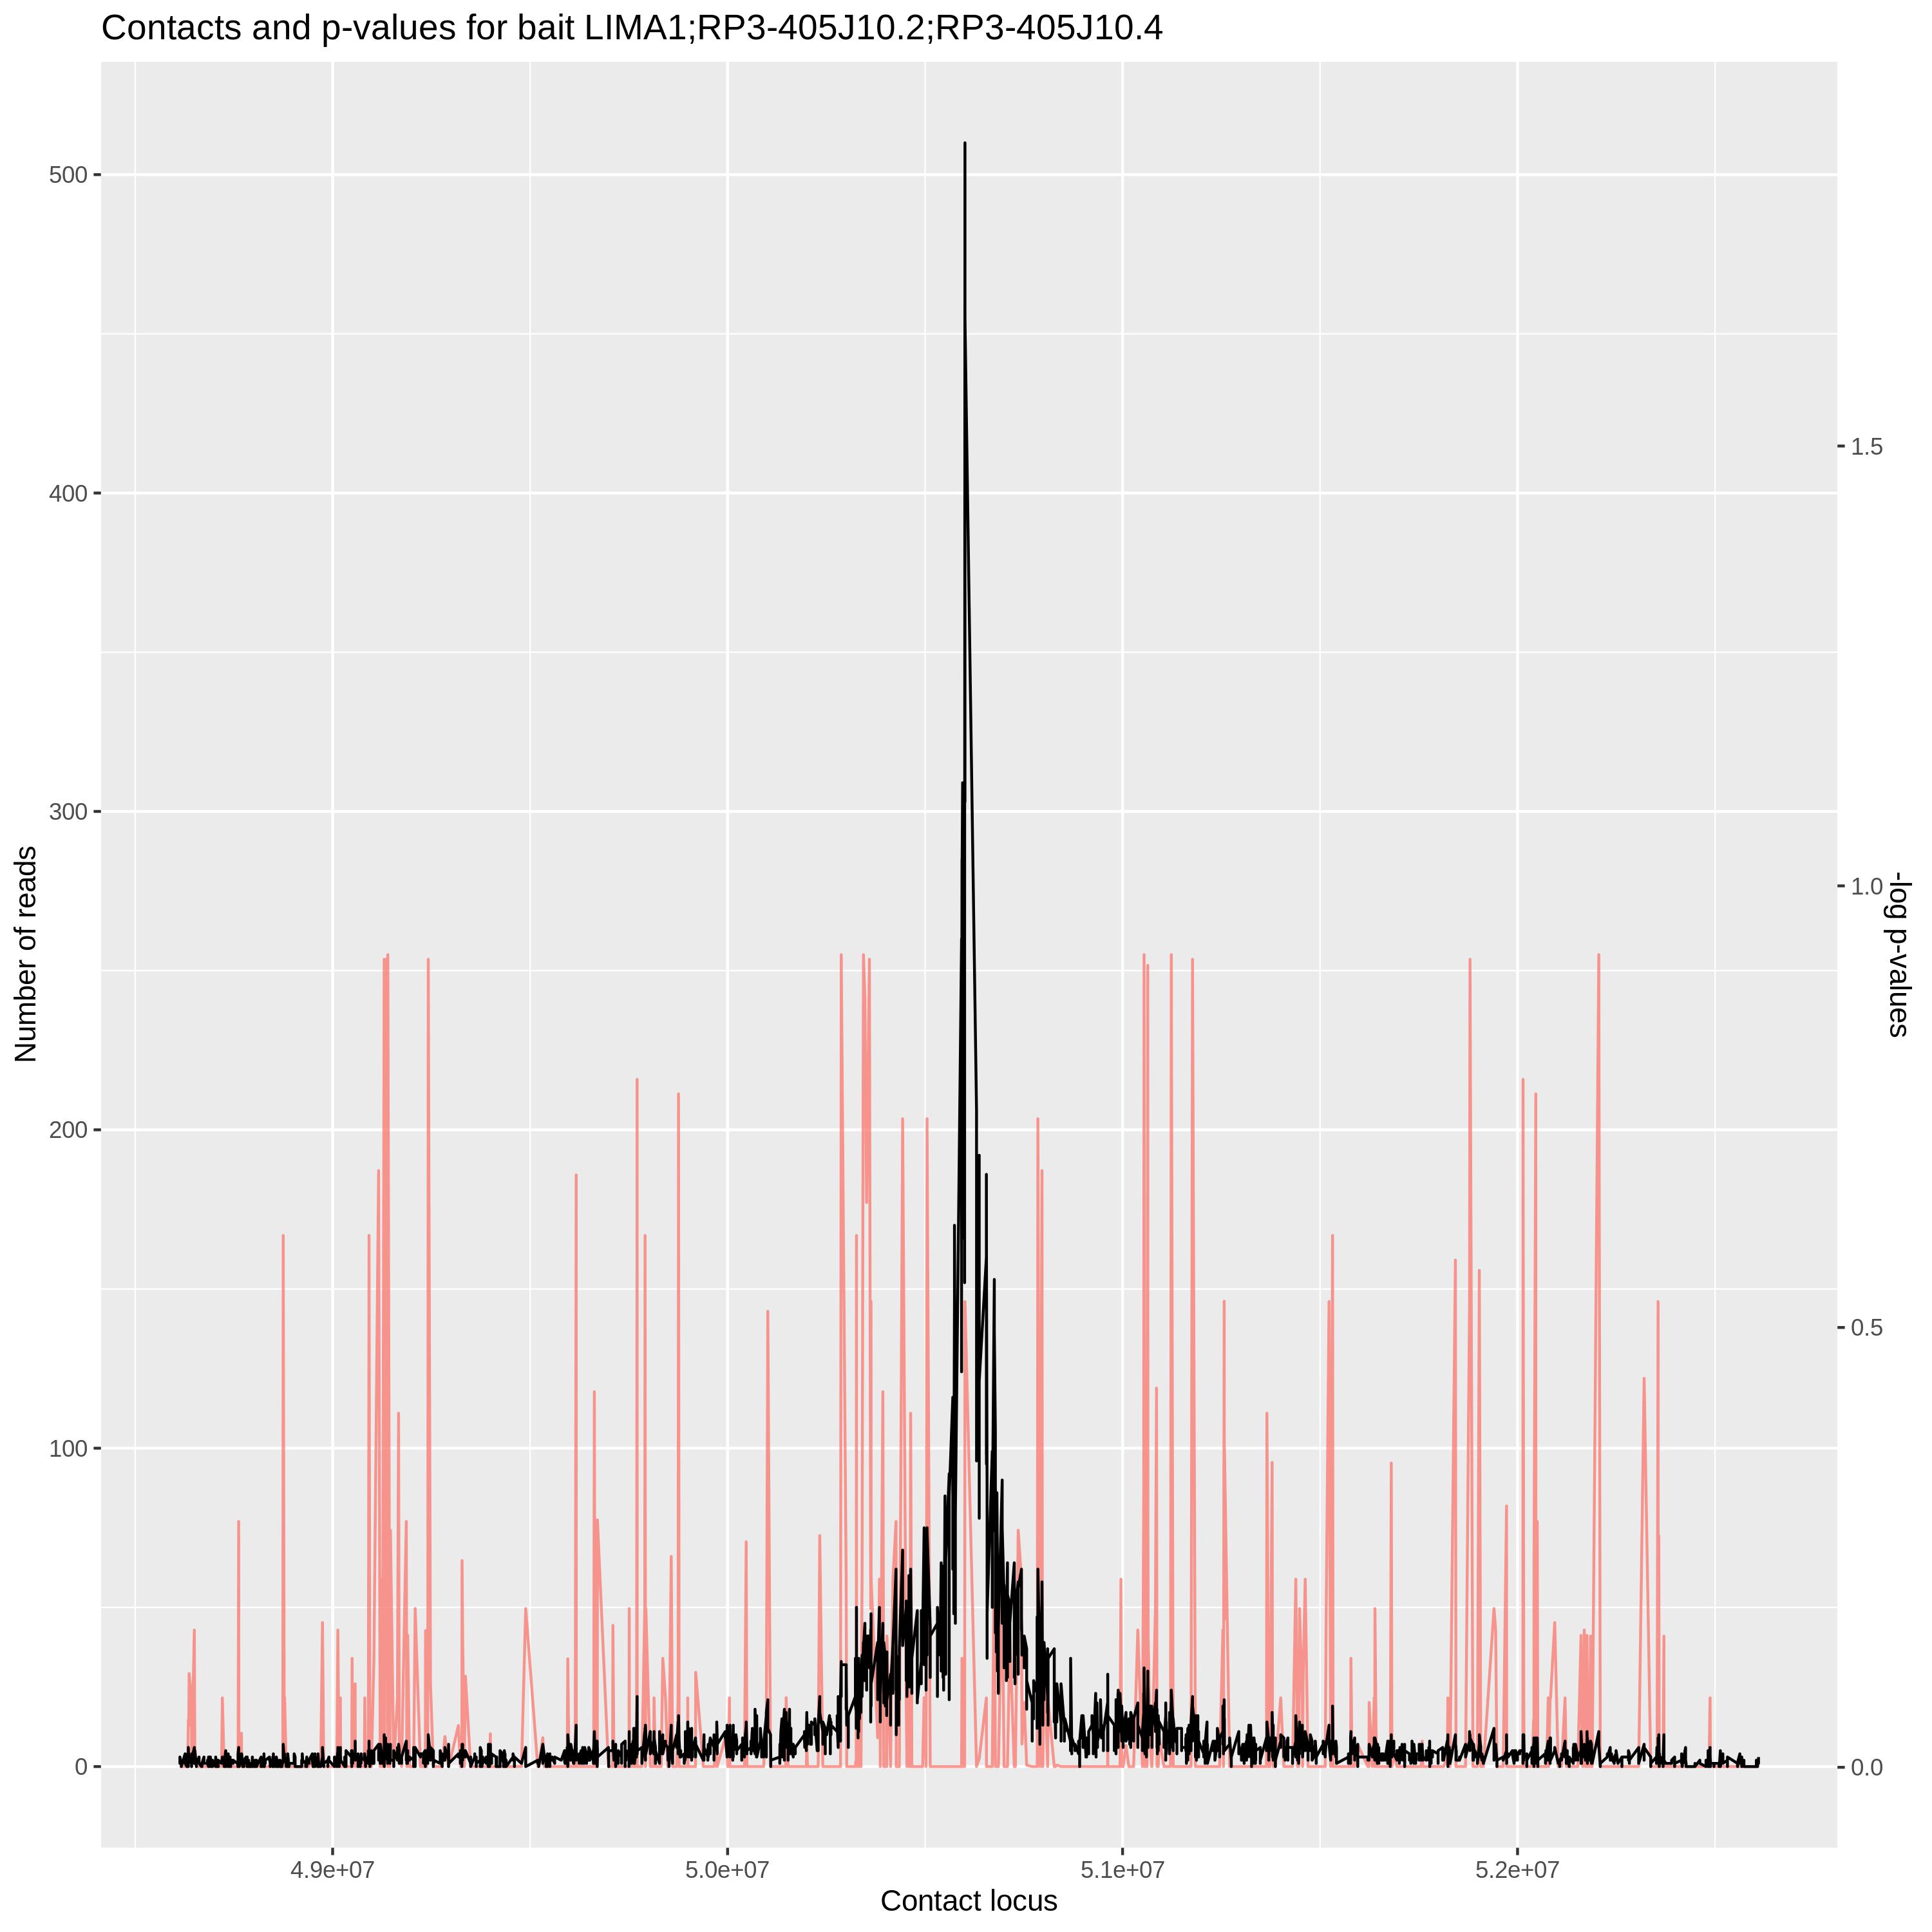 Contacts and p-values for bait LIMA1;RP3-405J10.2;RP3-405J10.4
500
400
300
200
100
0
Number of reads
1.5
1.0
0.5
0.0
-log p-values
4.9e+07
5.0e+07
5.1e+07
5.2e+07
Contact locus